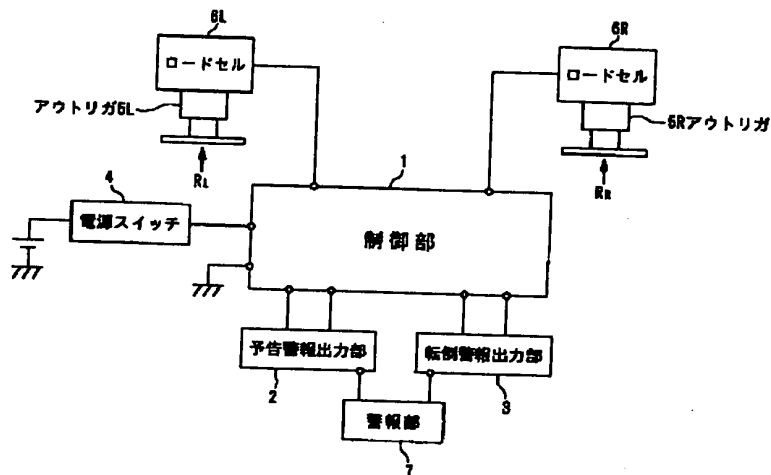 6L
ロードセル
アウトリガ5L
RL
6R
ロードセル
5Rアウトリガ
RR
4
電源スイッチ
1
制御部
予告警報出力部
2
転倒警報出力部
3
警報部
7